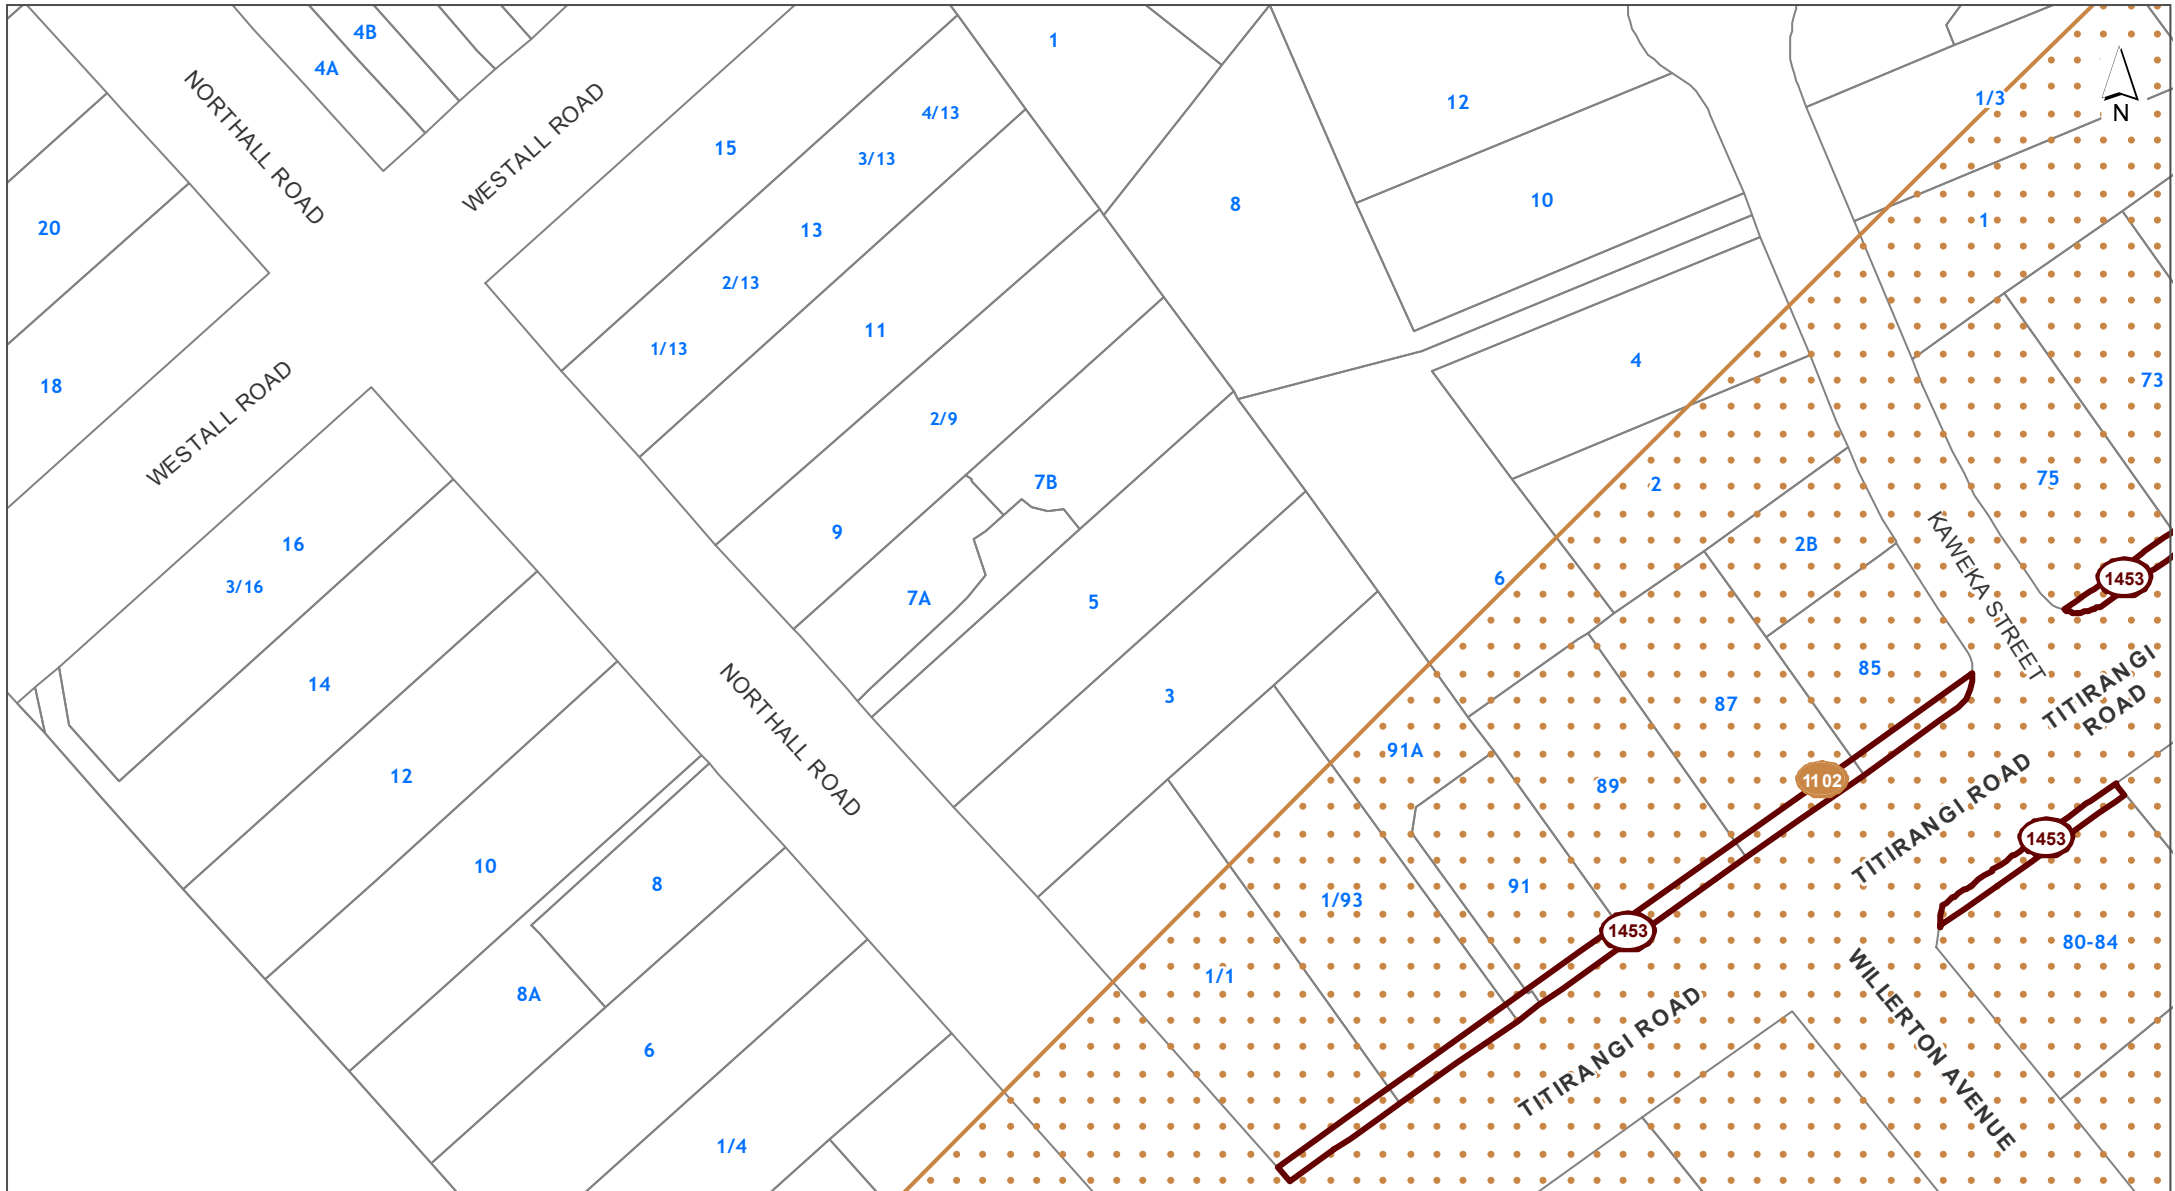 4B
1
4A
NORTHALL ROAD
WESTALL ROAD
12
1/3
N
4/13
15
3/13
20
13
8
10
1
2/13
11
1/13
4
18
WESTALL ROAD
73
2/9
7B
75
2
9
16
2B
KAWEKA STREET
3/16
7A
5
6
1453
14
3
85
TITIRANGI
ROAD
87
NORTHALL ROAD
91A
12
89
1102
TITIRANGI ROAD
1453
10
8
91
1/93
1453
80-84
8A
1/1
WILLERTON AVENUE
6
TITIRANGI ROAD
1/4